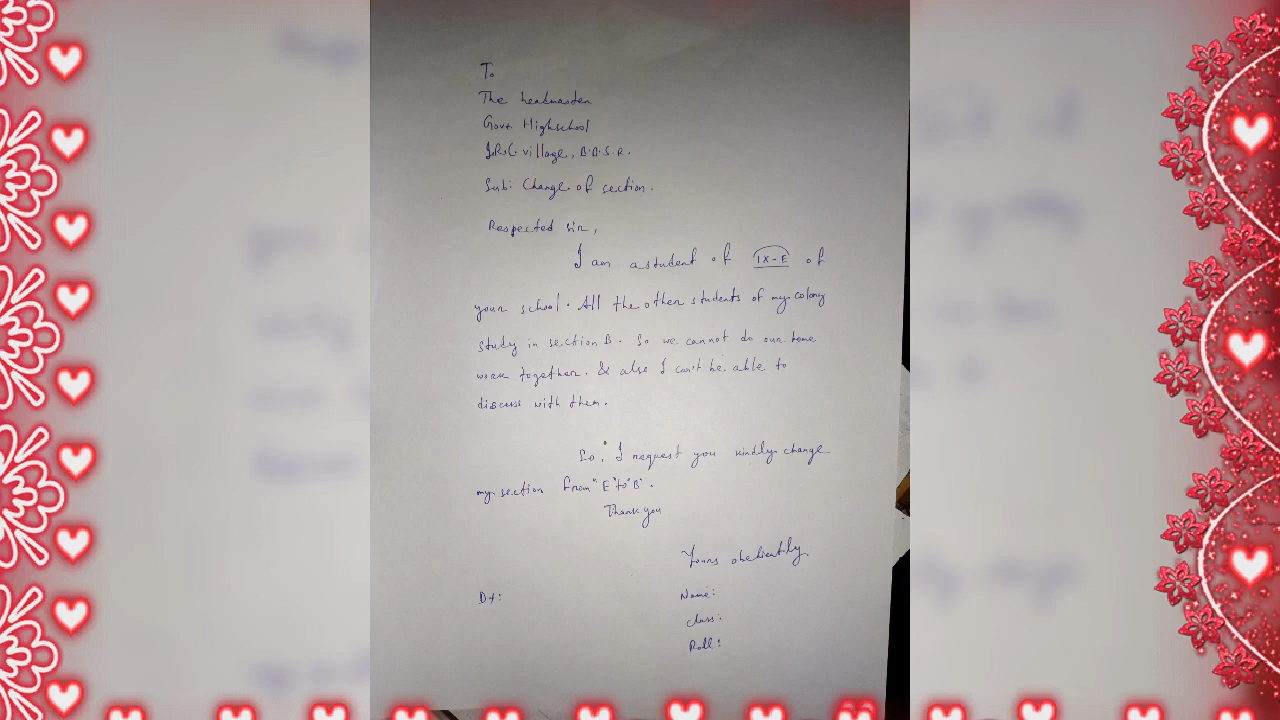 To
The headmaster
Govt. Highschool
I.R.C. village, B.B.S.R.
Sub: Change of section.
Respected sir,
I am a student of IX-E of
your school. All the other students of my colony
study in section B. So we cannot do our home
work together. & also I can't be able to
discuss with them.
So, I request you kindly change
my section from "E" to "B".
Thank you
Yours obediently
Dt:
Name:
Class:
Roll: